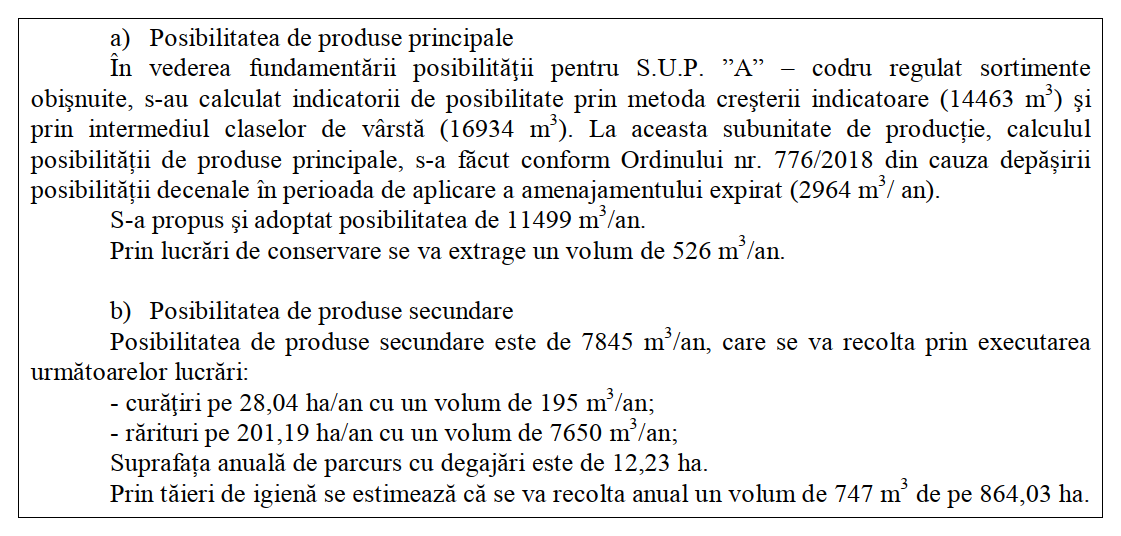 a) Posibilitatea de produse principale
În vederea fundamentării posibilităţii pentru S.U.P. ”A” – codru regulat sortimente
obişnuite, s-au calculat indicatorii de posibilitate prin metoda creşterii indicatoare (14463 m³) şi
prin intermediul claselor de vârstă (16934 m³). La aceasta subunitate de producție, calculul
posibilității de produse principale, s-a făcut conform Ordinului nr. 776/2018 din cauza depășirii
posibilității decenale în perioada de aplicare a amenajamentului expirat (2964 m³/ an).
S-a propus şi adoptat posibilitatea de 11499 m³/an.
Prin lucrări de conservare se va extrage un volum de 526 m³/an.
b) Posibilitatea de produse secundare
Posibilitatea de produse secundare este de 7845 m³/an, care se va recolta prin executarea
următoarelor lucrări:
- curăţiri pe 28,04 ha/an cu un volum de 195 m³/an;
- rărituri pe 201,19 ha/an cu un volum de 7650 m³/an;
Suprafața anuală de parcurs cu degajări este de 12,23 ha.
Prin tăieri de igienă se estimează că se va recolta anual un volum de 747 m³ de pe 864,03 ha.